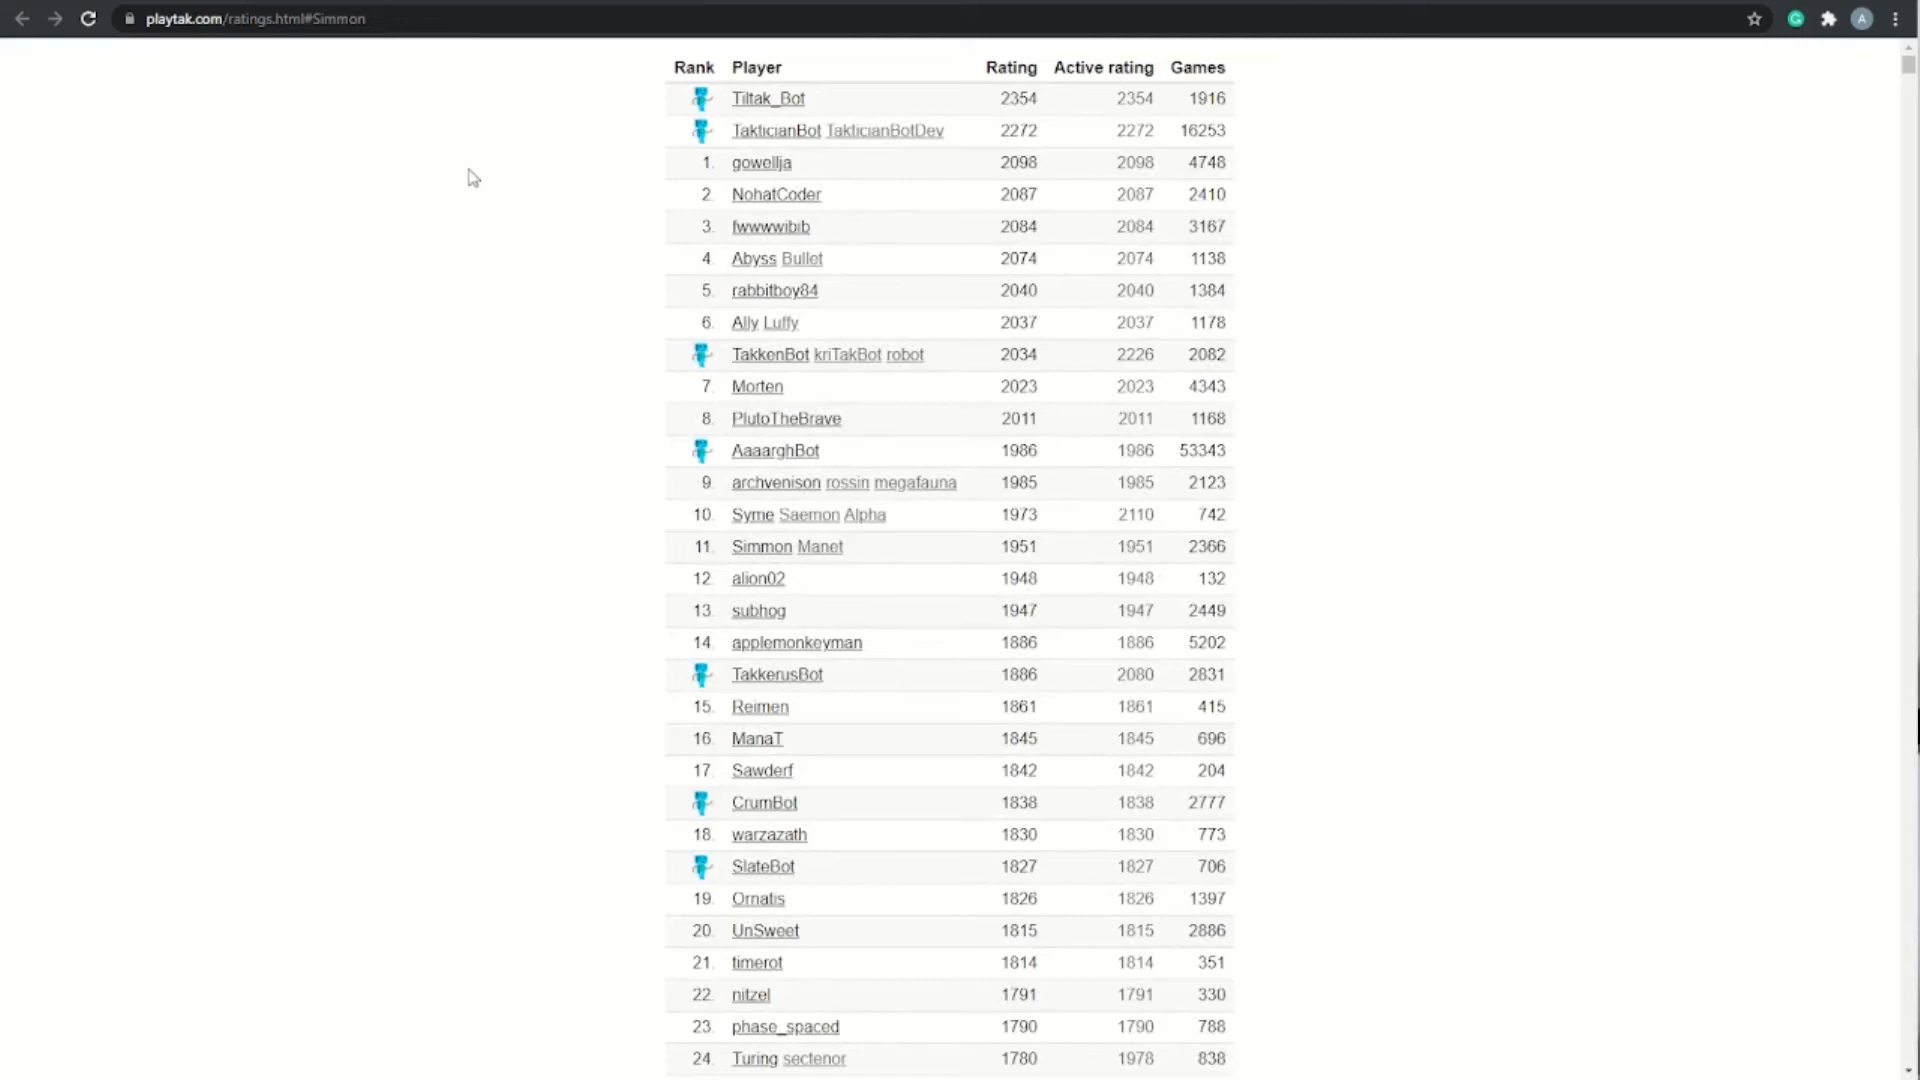 playtak.com/ratings.html#Simmon
A
Rank Player Rating Active rating Games
Tiltak_Bot 2354 2354 1916
TakticianBot TakticianBotDev 2272 2272 16253
1. gowellja 2098 2098 4748
2. NohatCoder 2087 2087 2410
3. fwwwwibib 2084 2084 3167
4. Abyss Bullet 2074 2074 1138
5. rabbitboy84 2040 2040 1384
6. Ally Luffy 2037 2037 1178
TakkenBot kriTakBot robot 2034 2226 2082
7. Morten 2023 2023 4343
8. PlutoTheBrave 2011 2011 1168
AaaarghBot 1986 1986 53343
9. archvenison rossin megafauna 1985 1985 2123
10. Syme Saemon Alpha 1973 2110 742
11. Simmon Manet 1951 1951 2366
12. alion02 1948 1948 132
13. subhog 1947 1947 2449
14. applemonkeyman 1886 1886 5202
TakkerusBot 1886 2080 2831
15. Reimen 1861 1861 415
16. ManaT 1845 1845 696
17. Sawderf 1842 1842 204
CrumBot 1838 1838 2777
18. warzazath 1830 1830 773
SlateBot 1827 1827 706
19. Ornatis 1826 1826 1397
20. UnSweet 1815 1815 2886
21. timerot 1814 1814 351
22. nitzel 1791 1791 330
23. phase_spaced 1790 1790 788
24. Turing sectenor 1780 1978 838